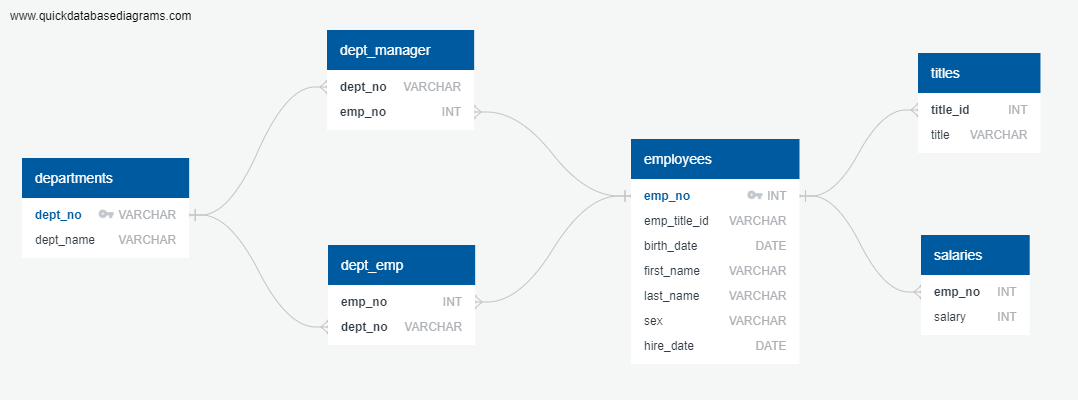 www.quickdatabasediagrams.com
dept_manager
dept_no VARCHAR
emp_no INT
departments
dept_no VARCHAR
dept_name VARCHAR
dept_emp
emp_no INT
dept_no VARCHAR
employees
emp_no INT
emp_title_id VARCHAR
birth_date DATE
first_name VARCHAR
last_name VARCHAR
sex VARCHAR
hire_date DATE
titles
title_id INT
title VARCHAR
salaries
emp_no INT
salary INT